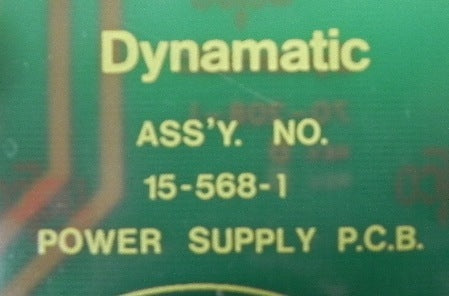 Dynamatic
ASS'Y. NO.
15-568-1
POWER SUPPLY P.C.B.